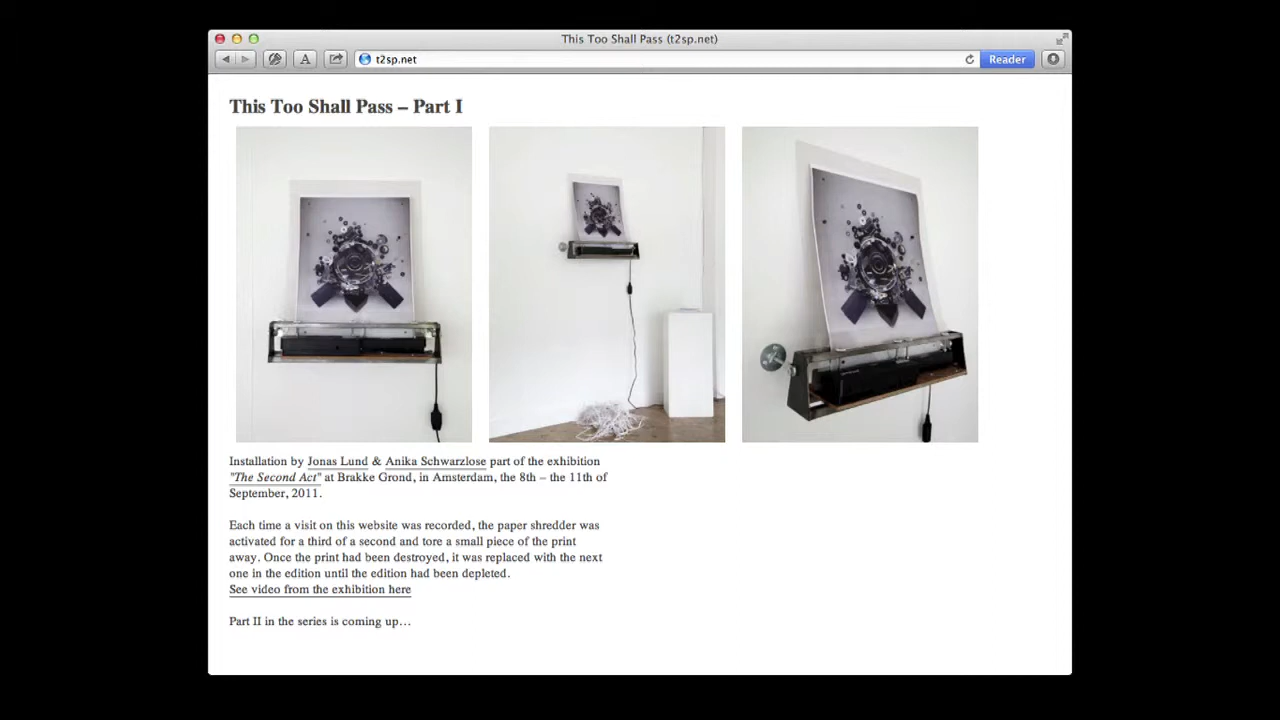 This Too Shall Pass (t2sp.net)
A
t2sp.net
Reader
This Too Shall Pass – Part I
Installation by Jonas Lund & Anika Schwarzlose part of the exhibition
"The Second Act" at Brakke Grond, in Amsterdam, the 8th – the 11th of
September, 2011.
Each time a visit on this website was recorded, the paper shredder was
activated for a third of a second and tore a small piece of the print
away. Once the print had been destroyed, it was replaced with the next
one in the edition until the edition had been depleted.
See video from the exhibition here
Part II in the series is coming up…